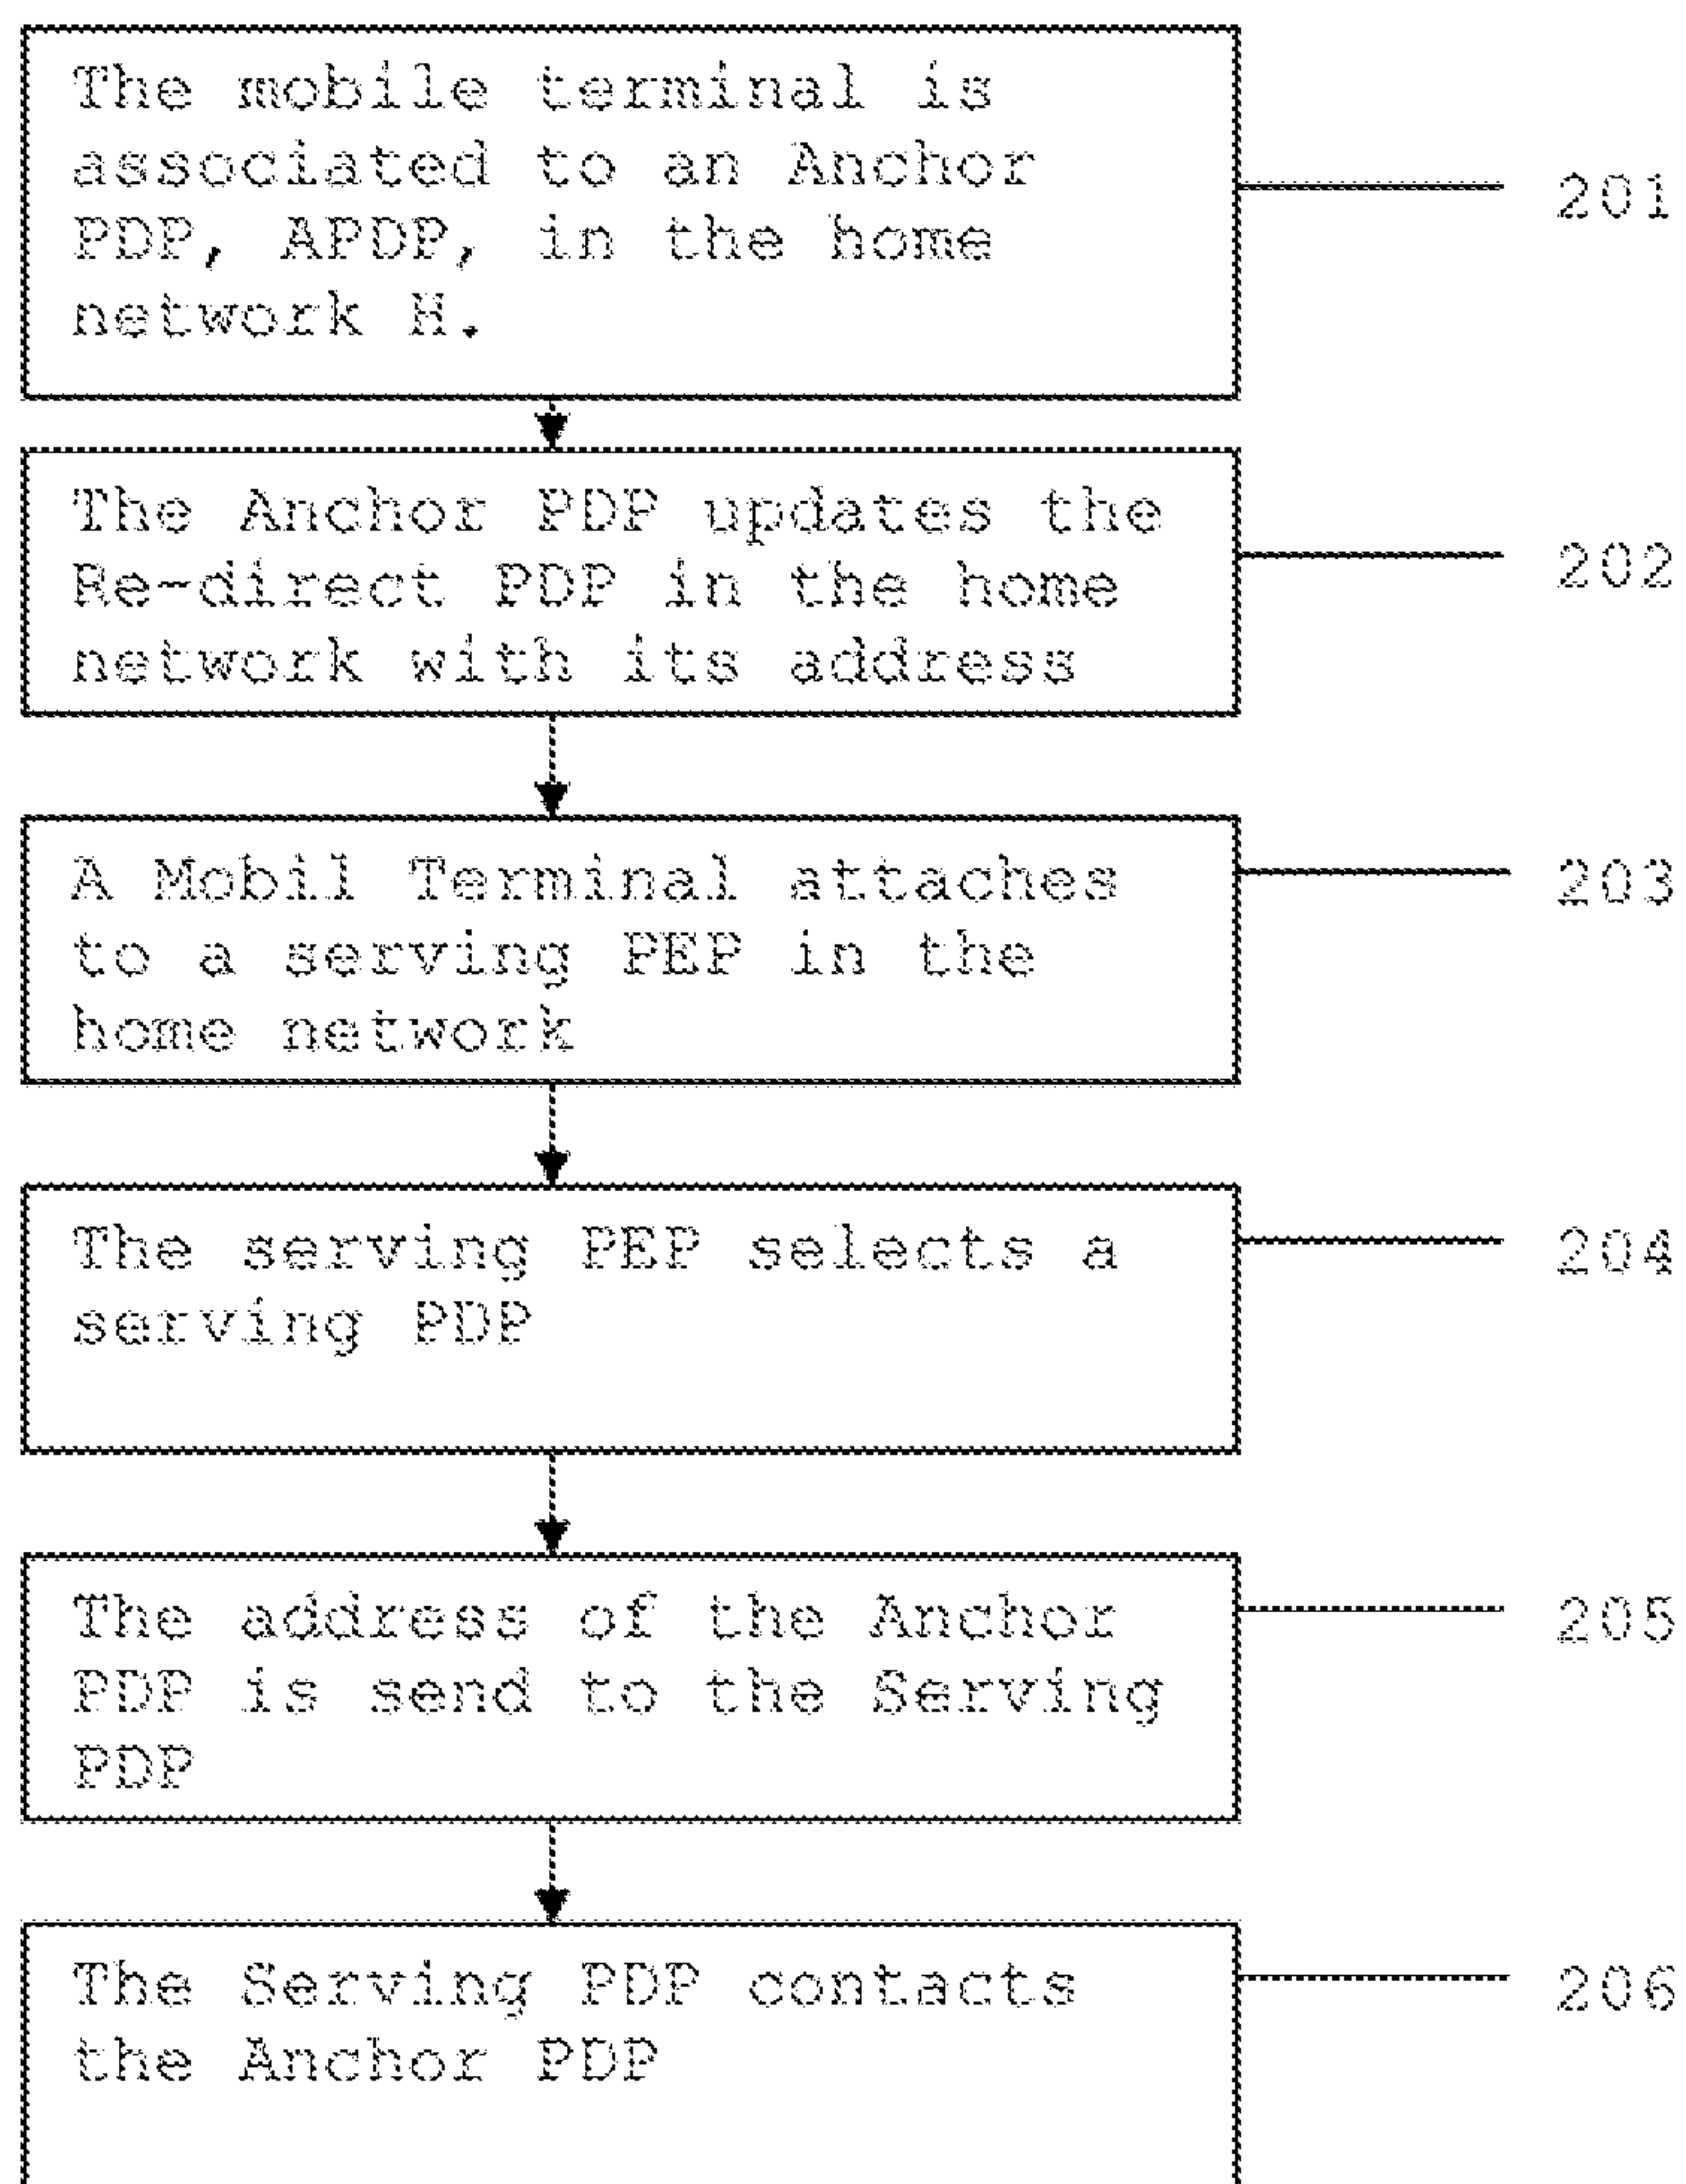 The mobile terminal is
associated to an Anchor
PDP, APDP, in the home
network H.
201
The Anchor PDP updates the
Re-direct PDP in the home
network with its address
202
A Mobil Terminal attaches
to a serving PEP in the
home network
203
The serving PEP selects a
serving PDP
204
The address of the Anchor
PDP is send to the Serving
PDP
205
The Serving PDP contacts
the Anchor PDP
206